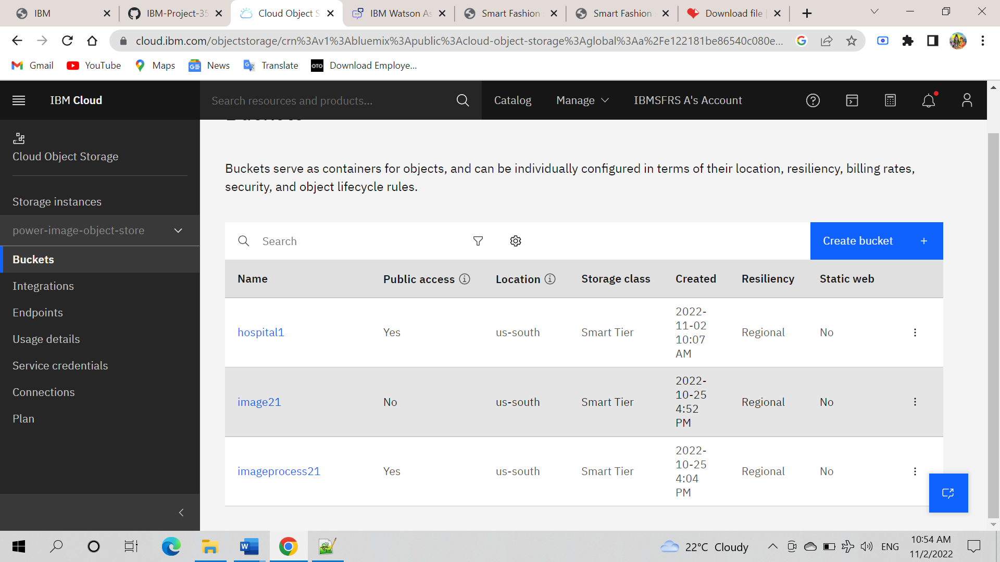 IBM
IBM-Project-35
Cloud Object S
IBM Watson As
Smart Fashion
Smart Fashion
Download file |
cloud.ibm.com/objectstorage/crn%3Av1%3Abluemix%3Apublic%3Acloud-object-storage%3Aglobal%3Aa%2Fe122181be86540c080e...
Gmail
YouTube
Maps
News
Translate
OTO
Download Employe...
IBM Cloud
Search resources and products...
Catalog
Manage
IBMSFRS A's Account
Cloud Object Storage
Storage instances
power-image-object-store
Buckets
Integrations
Endpoints
Usage details
Service credentials
Connections
Plan
Buckets serve as containers for objects, and can be individually configured in terms of their location, resiliency, billing rates,
security, and object lifecycle rules.
Search
Create bucket +
Name Public access Location Storage class Created Resiliency Static web
hospital1 Yes us-south Smart Tier 2022-11-02 10:07 AM Regional No
image21 No us-south Smart Tier 2022-10-25 4:52 PM Regional No
imageprocess21 Yes us-south Smart Tier 2022-10-25 4:04 PM Regional No
22°C Cloudy
ENG
10:54 AM
11/2/2022